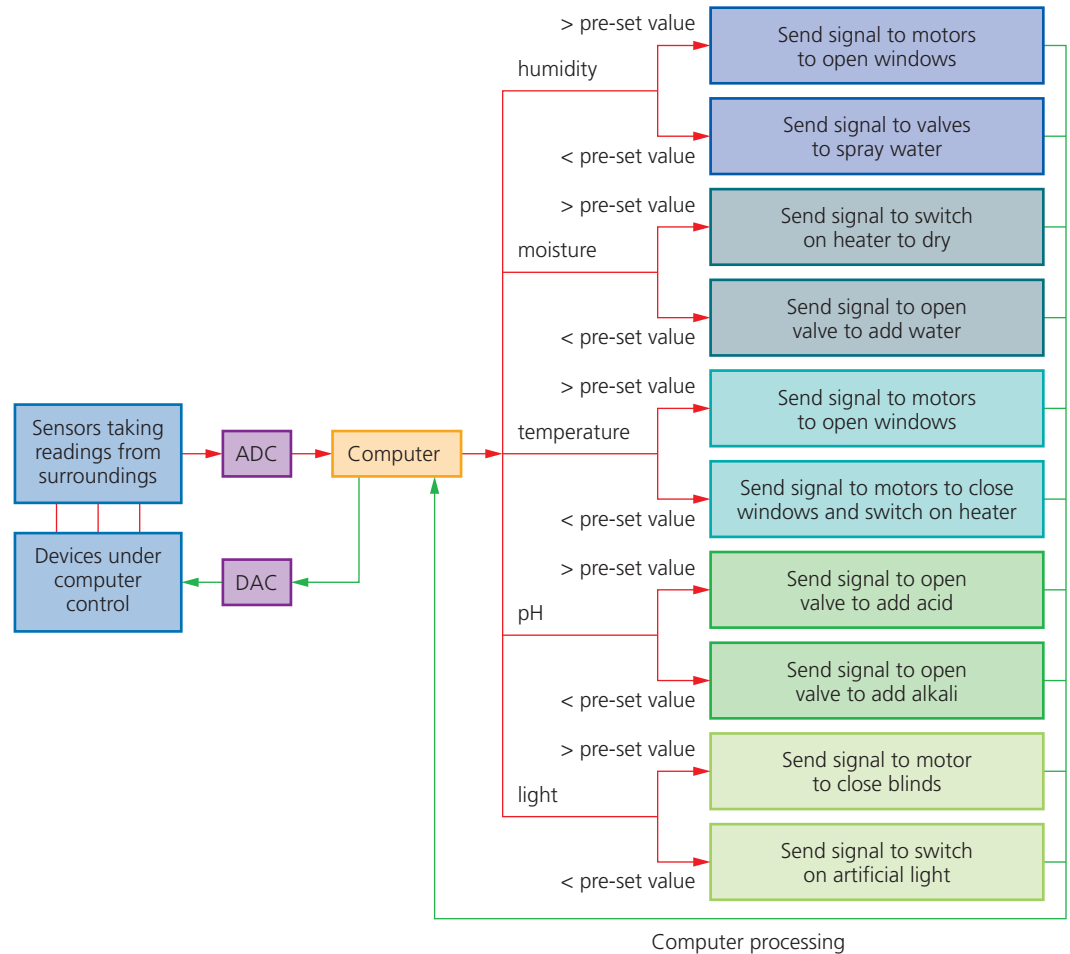 > pre-set value
Send signal to motors
to open windows
humidity
Send signal to valves
to spray water
< pre-set value
> pre-set value
Send signal to switch
on heater to dry
moisture
Send signal to open
valve to add water
< pre-set value
> pre-set value
Send signal to motors
to open windows
Sensors taking
readings from
surroundings
ADC
Computer
temperature
Send signal to motors to close
windows and switch on heater
< pre-set value
Devices under
computer
control
DAC
> pre-set value
Send signal to open
valve to add acid
pH
Send signal to open
valve to add alkali
< pre-set value
> pre-set value
Send signal to motor
to close blinds
light
Send signal to switch
on artificial light
< pre-set value
Computer processing